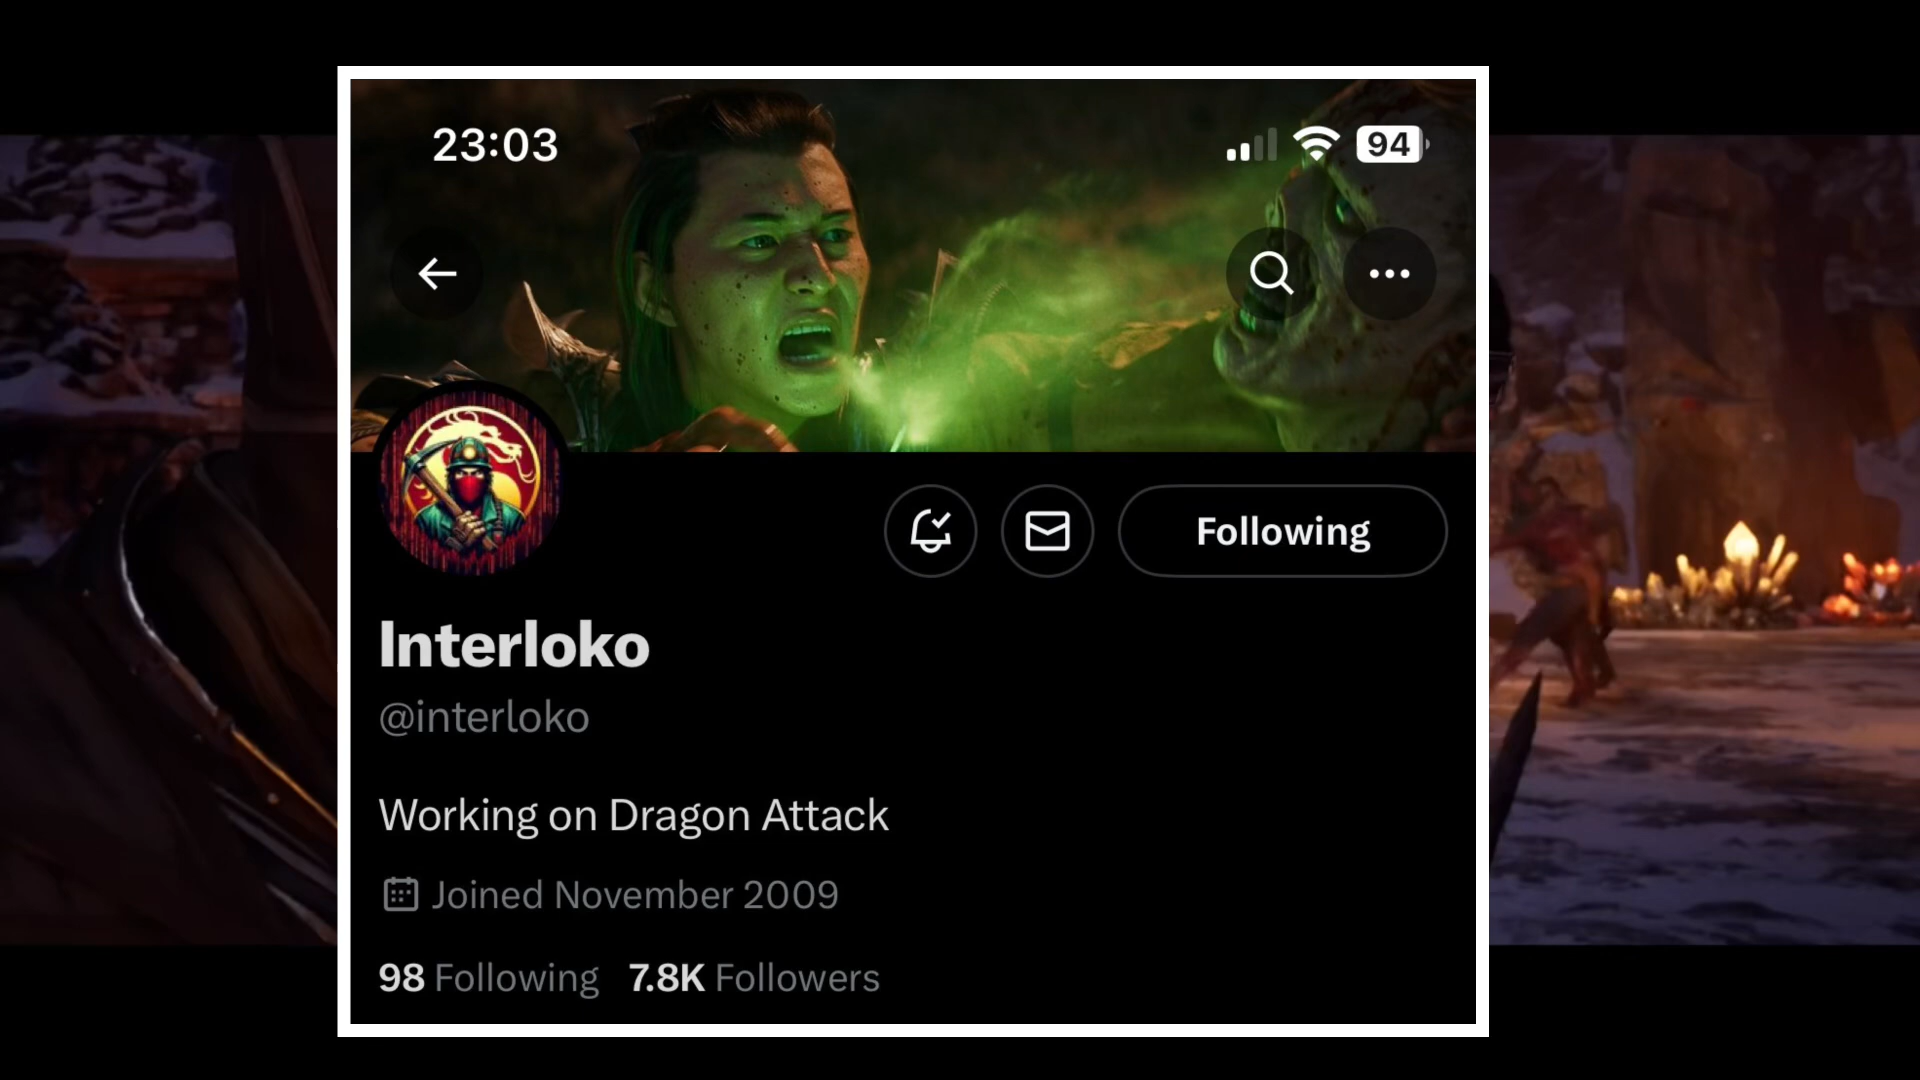 23:03
94
Following
Interloko
@interloko
Working on Dragon Attack
Joined November 2009
98 Following 7.8K Followers